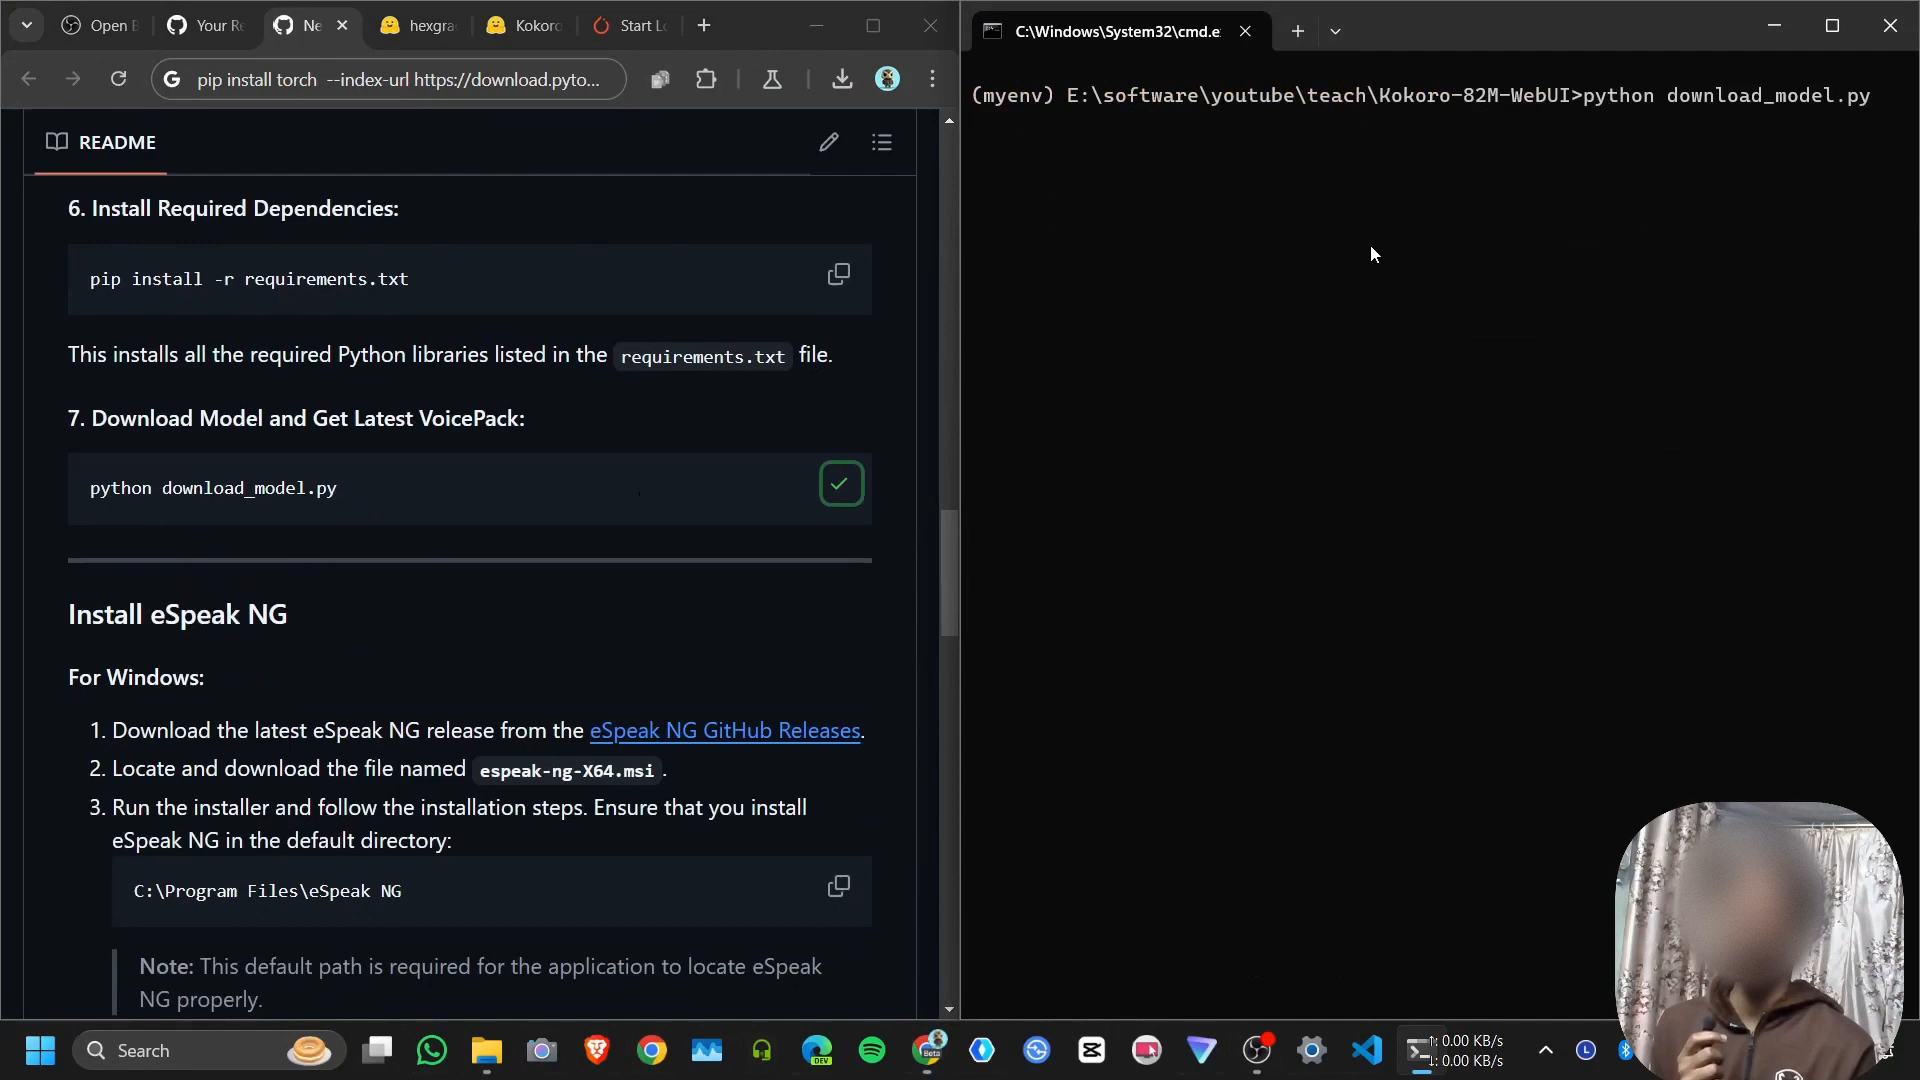 Open B
Your Re
Ne
hexgra
Kokoro
Start Lo
pip install torch --index-url https://download.pyto...
README
6. Install Required Dependencies:
pip install -r requirements.txt
This installs all the required Python libraries listed in the requirements.txt file.
7. Download Model and Get Latest VoicePack:
python download_model.py
Install eSpeak NG
For Windows:
1. Download the latest eSpeak NG release from the eSpeak NG GitHub Releases.
2. Locate and download the file named espeak-ng-X64.msi.
3. Run the installer and follow the installation steps. Ensure that you install
eSpeak NG in the default directory:
C:\Program Files\eSpeak NG
Note: This default path is required for the application to locate eSpeak
NG properly.
C:\Windows\System32\cmd.e
(myenv) E:\software\youtube\teach\Kokoro-82M-WebUI>python download_model.py
Search
DEV
Beta
↑: 0.00 KB/s
↓: 0.00 KB/s
L